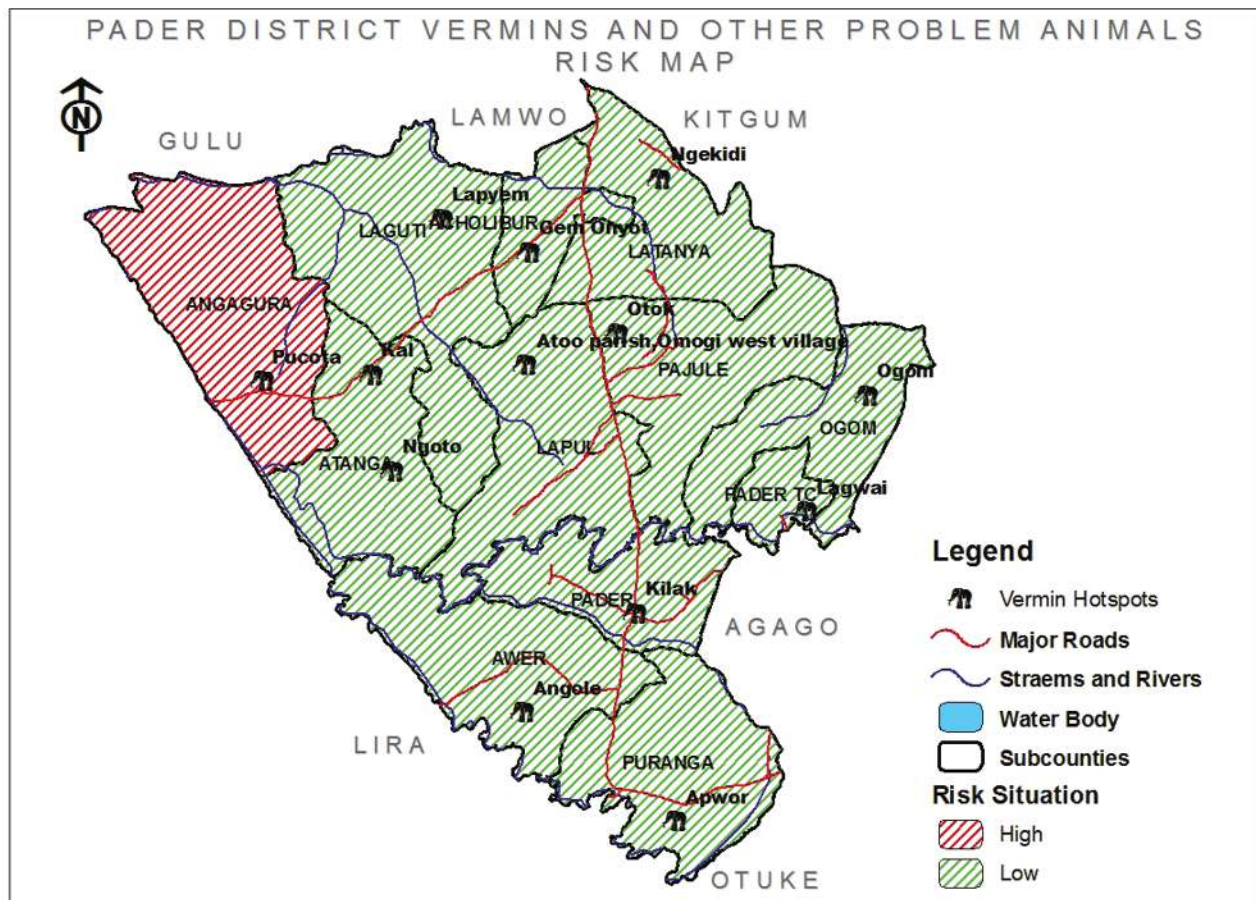 PADER DISTRICT VERMINS AND OTHER PROBLEM ANIMALS
RISK MAP
N
GULU
LAMWO
KITGUM
Ngekidi
Lapyem
LAGUTI
ACHOLIBUR
Gem Onyot
LATANYA
ANGAGURA
Otok
Atoo parish,Omogi west village
Pucota
Kal
PAJULE
Ogom
OGOM
Ngoto
LAPUL
ATANGA
PADER TC
Lagwai
Kilak
PADER
AGAGO
AWER
Angole
LIRA
PURANGA
Apwor
OTUKE
Legend
Vermin Hotspots
Major Roads
Straems and Rivers
Water Body
Subcounties
Risk Situation
High
Low